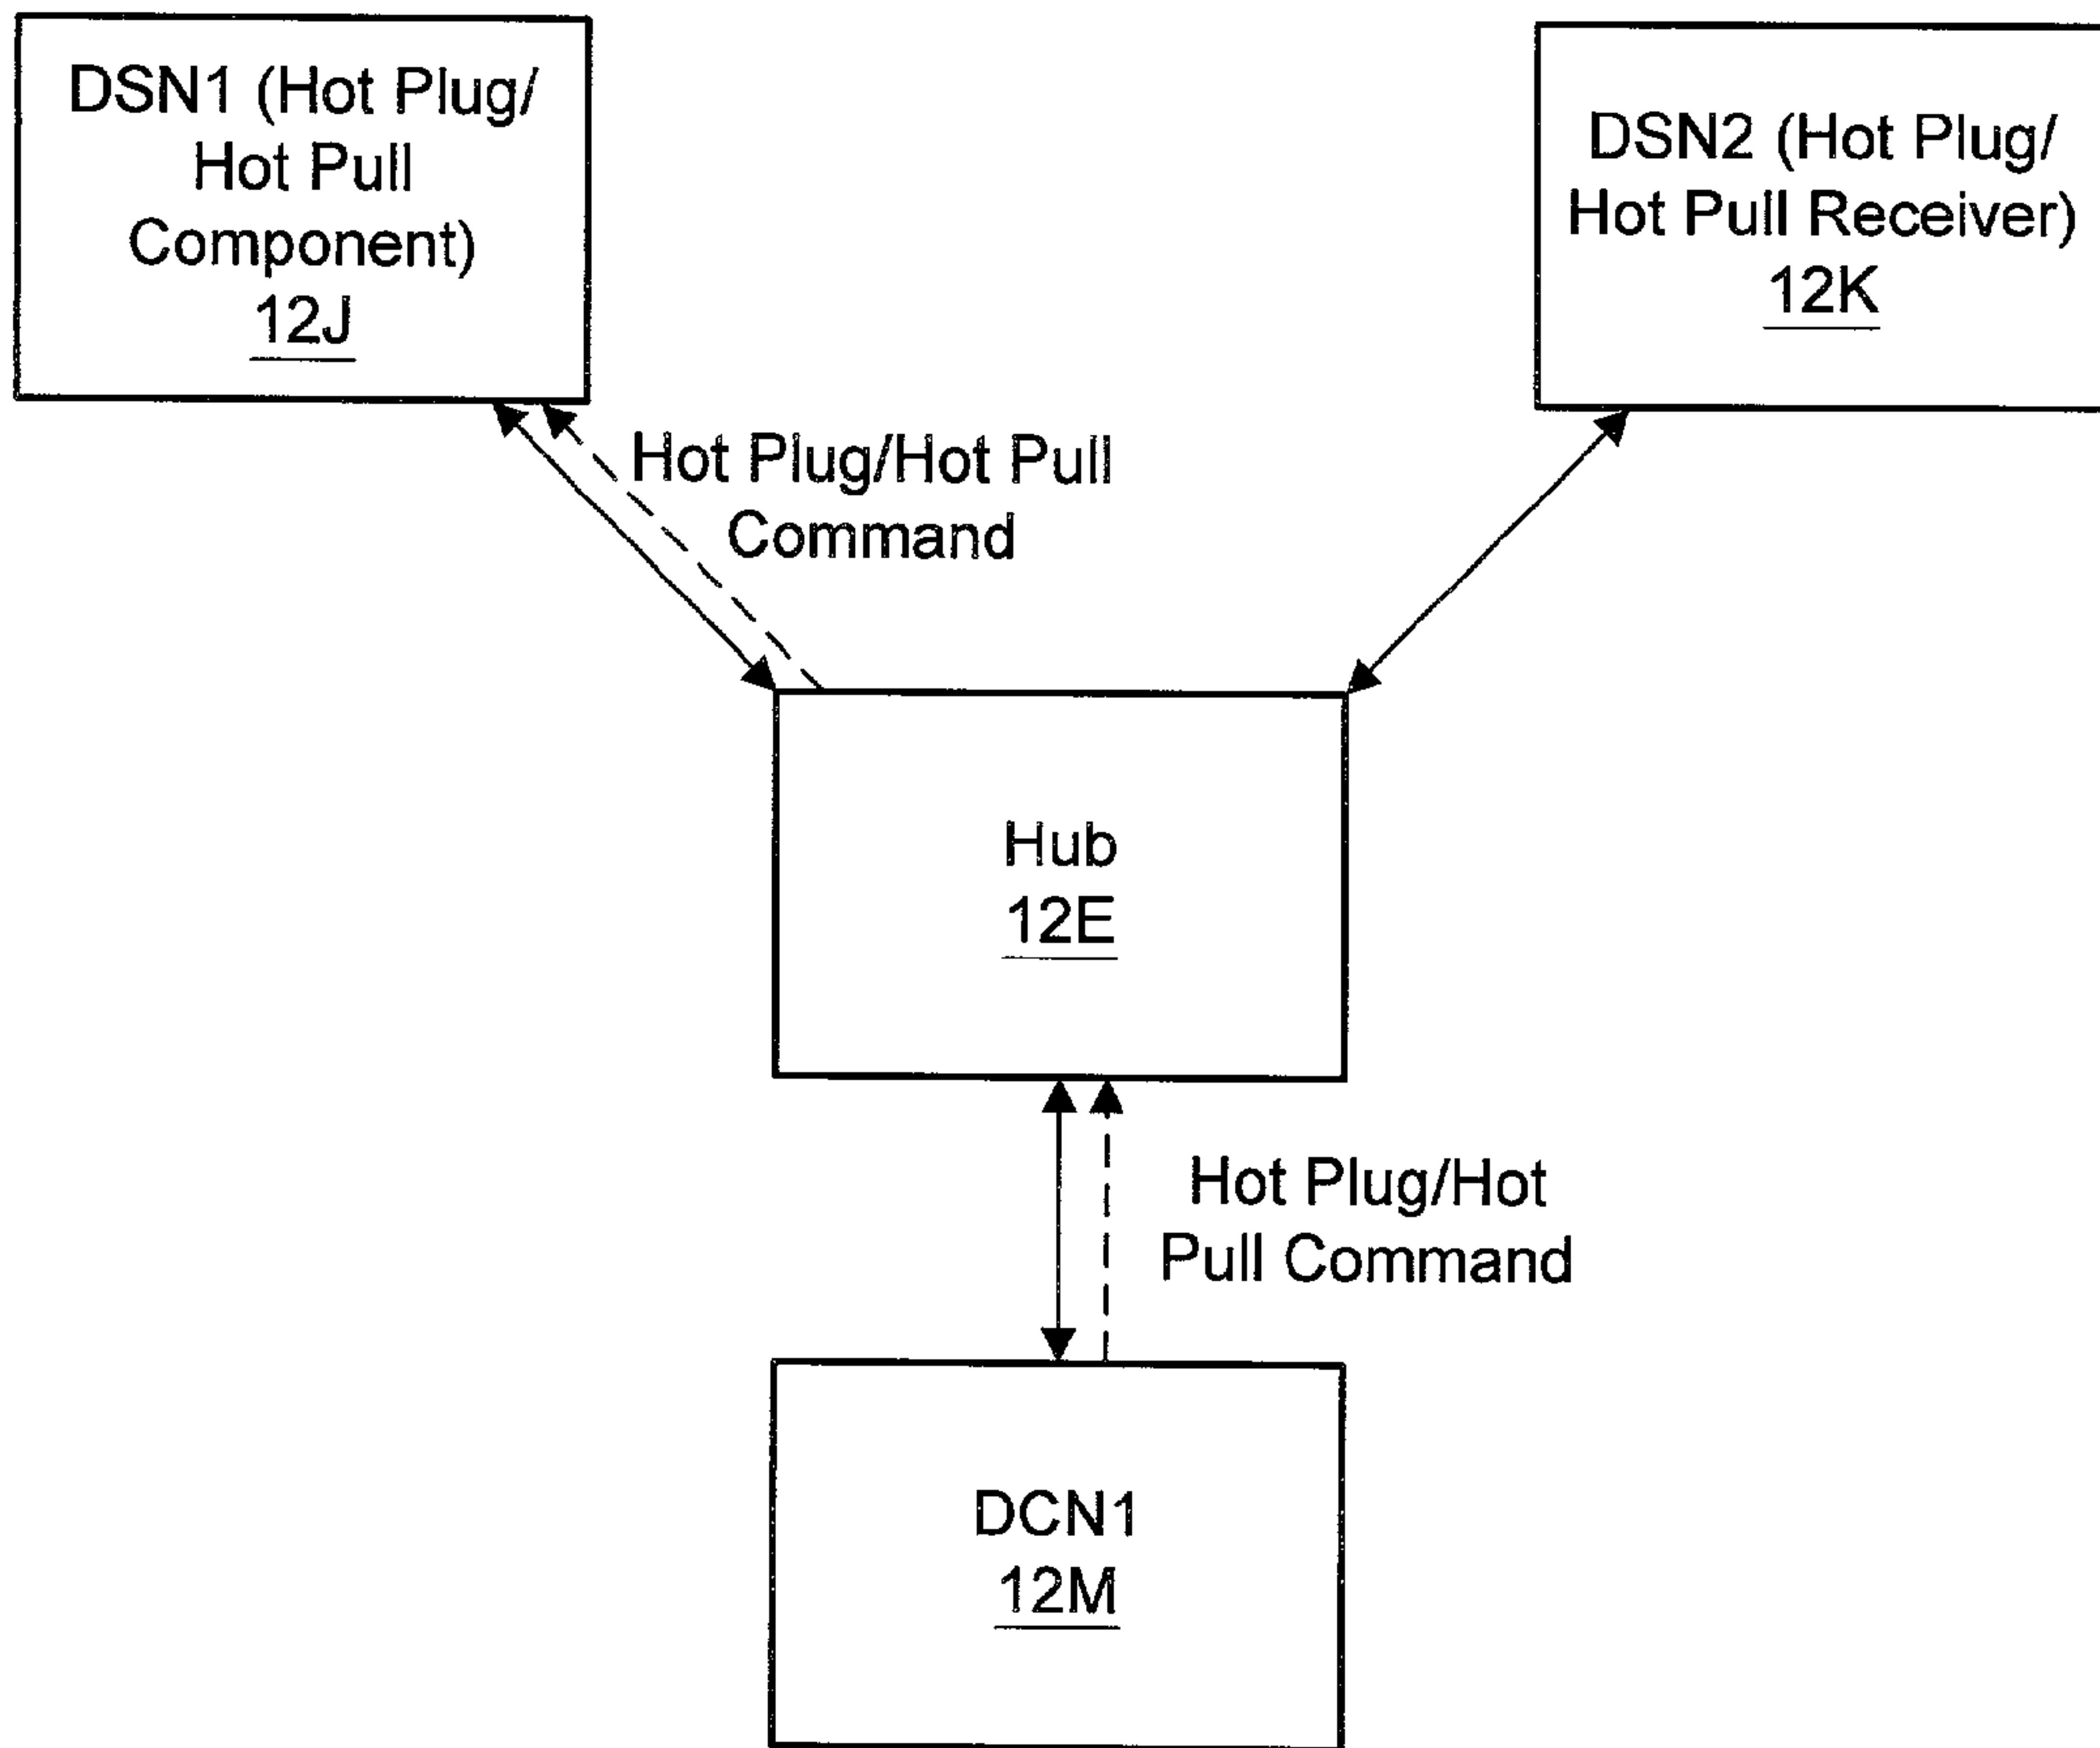 DSN1 (Hot Plug/
Hot Pull
Component)
12J
DSN2 (Hot Plug/
Hot Pull Receiver)
12K
Hot Plug/Hot Pull
Command
Hub
12E
Hot Plug/Hot
Pull Command
DCN1
12M